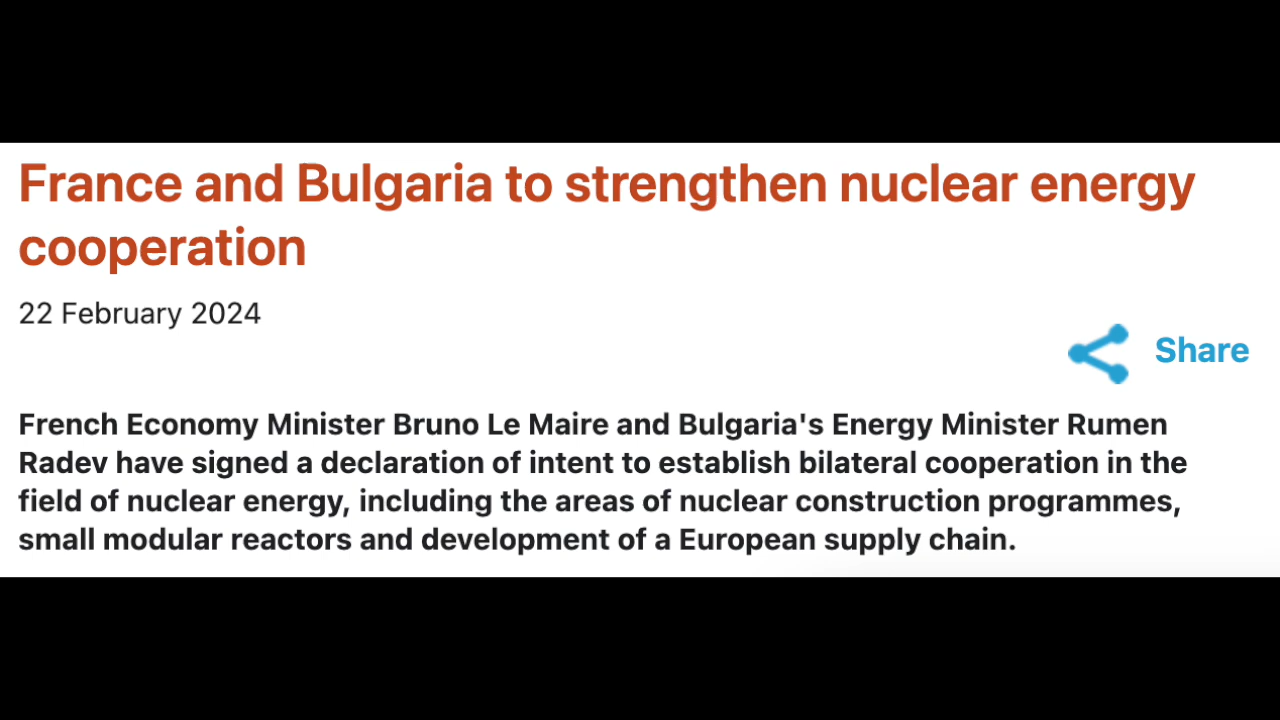 France and Bulgaria to strengthen nuclear energy
cooperation
22 February 2024
Share
French Economy Minister Bruno Le Maire and Bulgaria's Energy Minister Rumen
Radev have signed a declaration of intent to establish bilateral cooperation in the
field of nuclear energy, including the areas of nuclear construction programmes,
small modular reactors and development of a European supply chain.